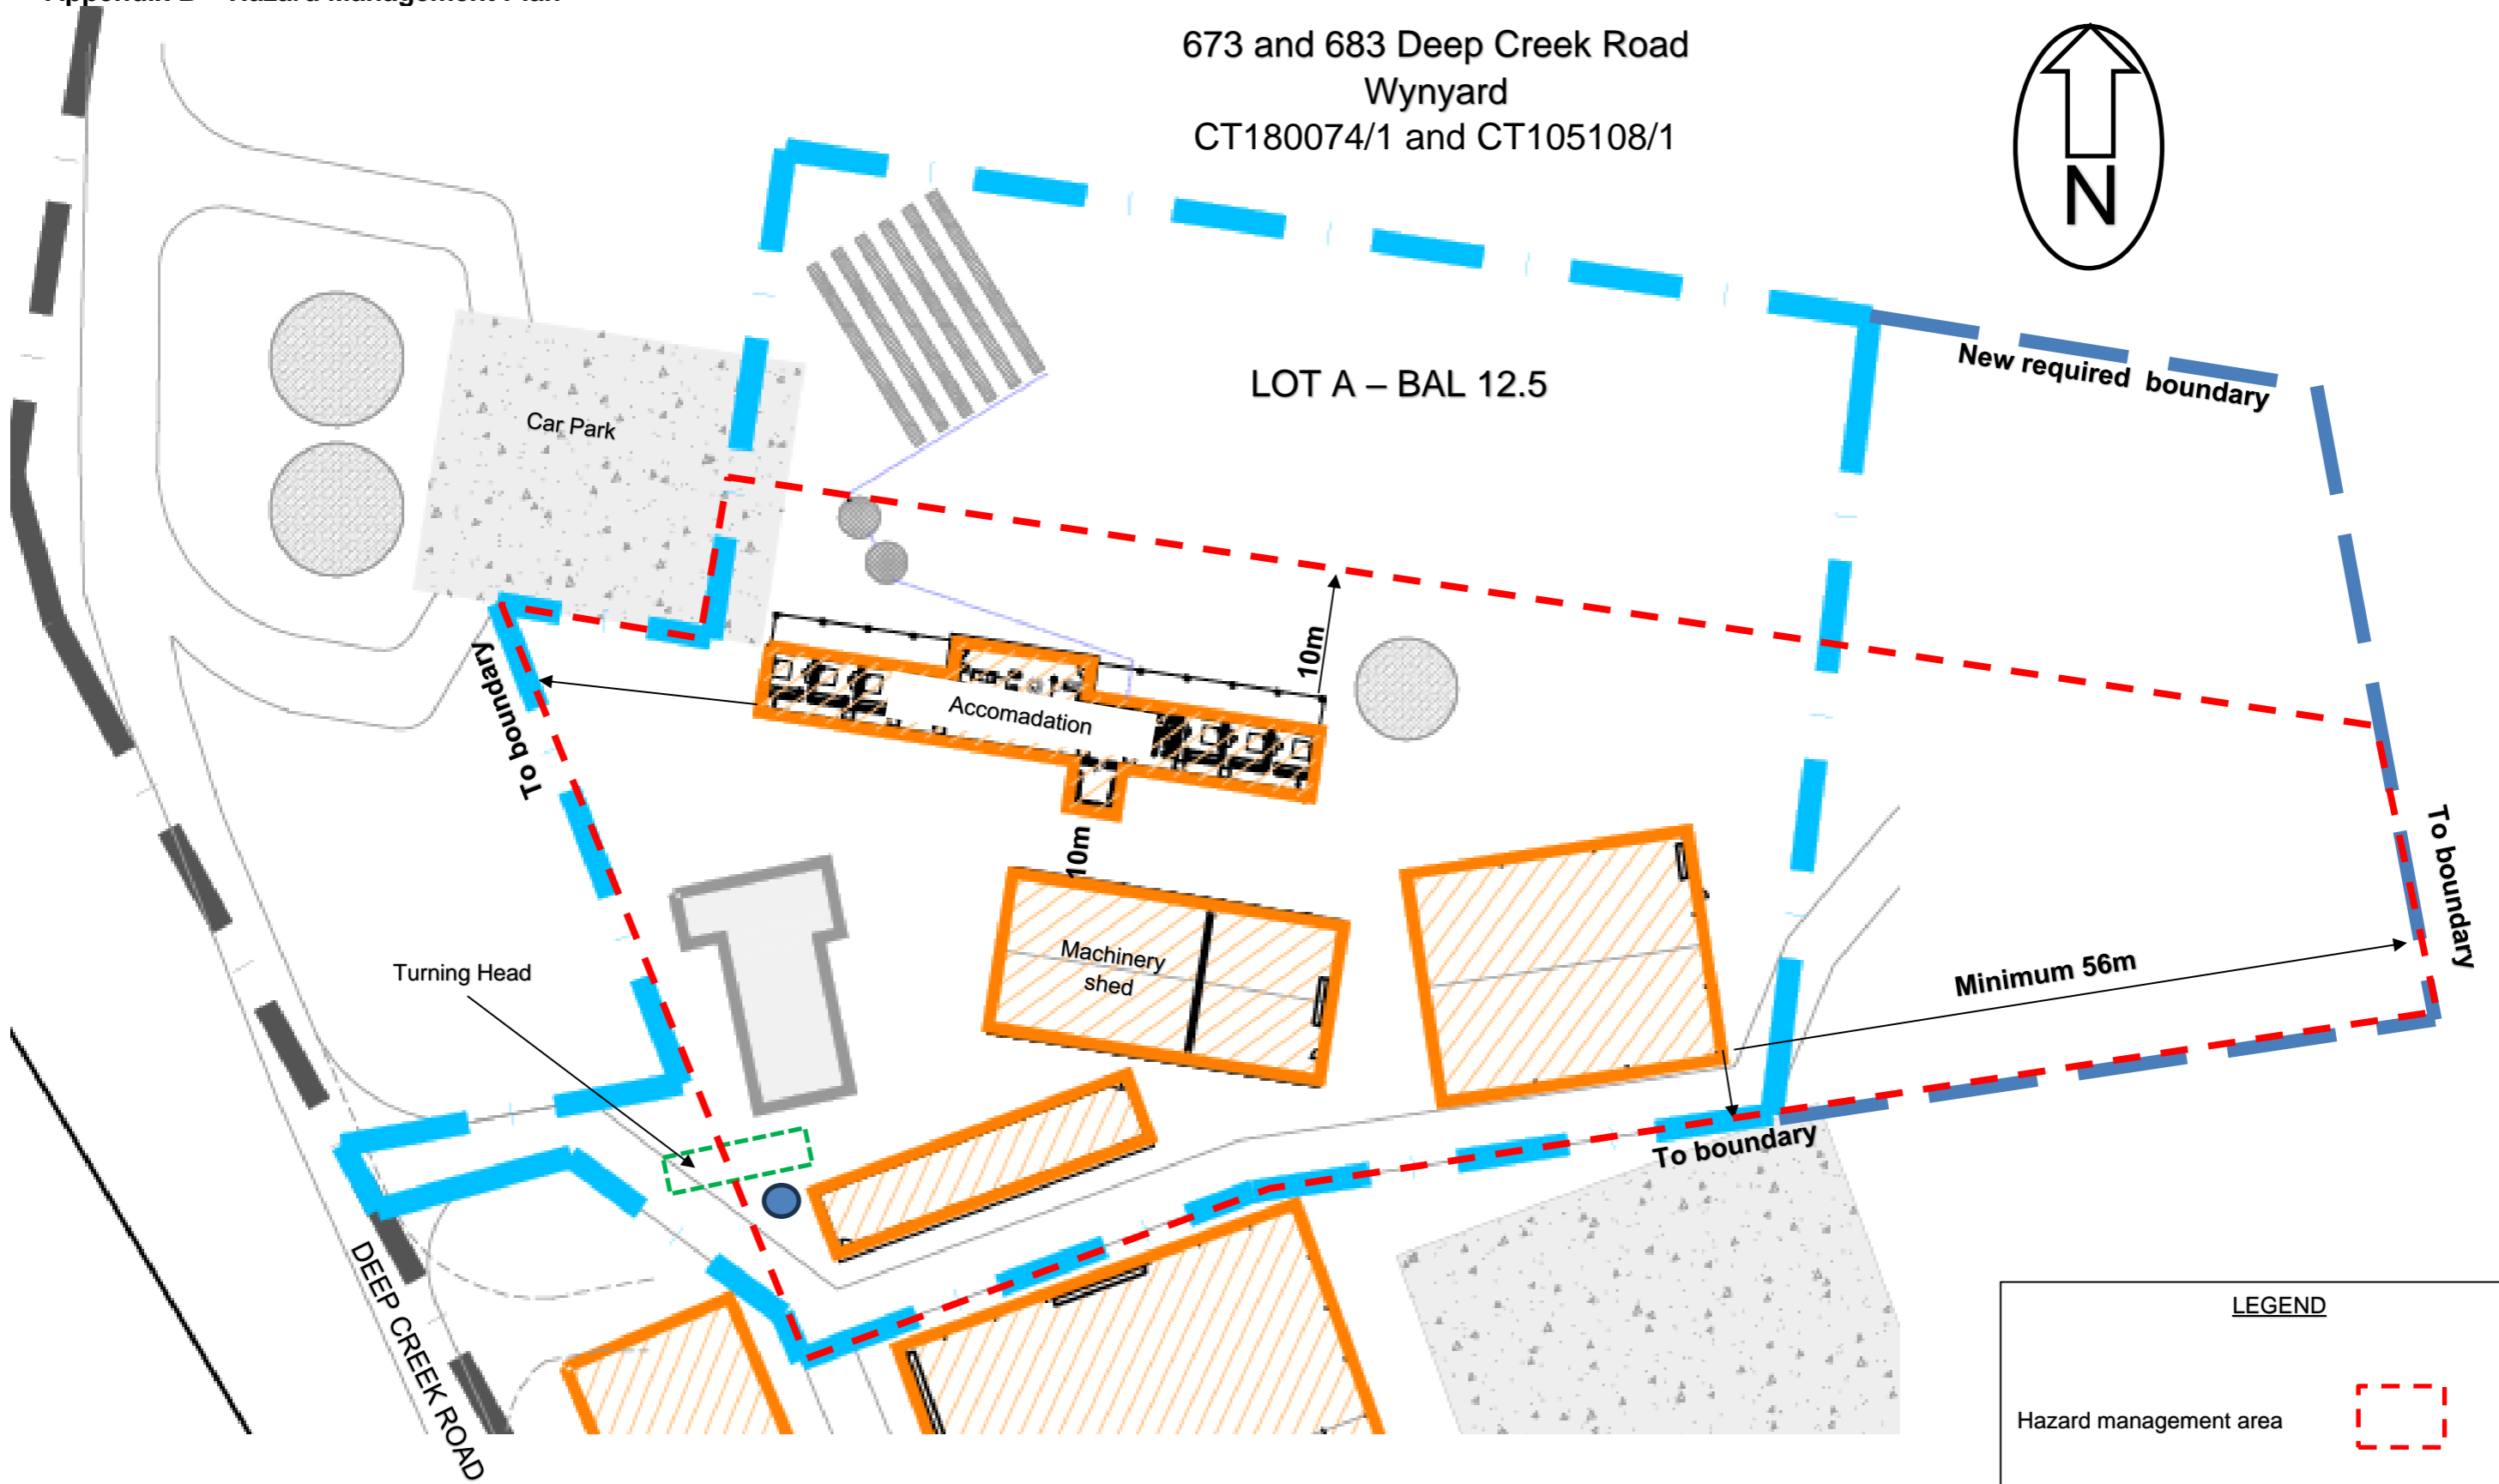 673 and 683 Deep Creek Road
Wynyard
CT180074/1 and CT105108/1
N
New required boundary
LOT A – BAL 12.5
Car Park
10m
To boundary
Accomadation
To boundary
10m
Machinery
shed
Turning Head
Minimum 56m
To boundary
DEEP CREEK ROAD
LEGEND
Hazard management area